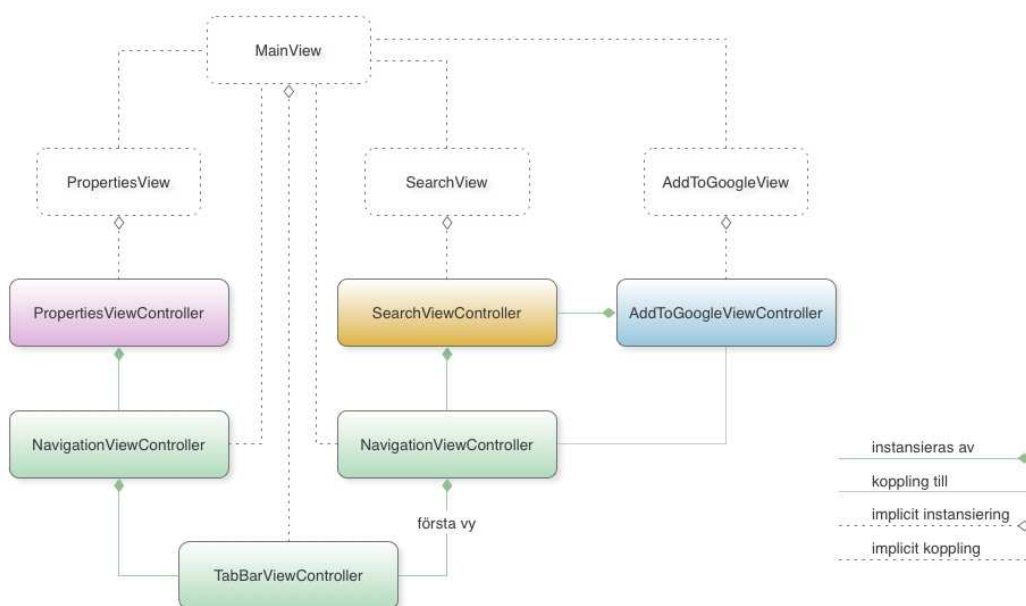 MainView
PropertiesView
SearchView
AddToGoogleView
PropertiesViewController
SearchViewController
AddToGoogleViewController
NavigationViewController
NavigationViewController
instansieras av
koppling till
implicit instansiering
implicit koppling
första vy
TabBarViewController